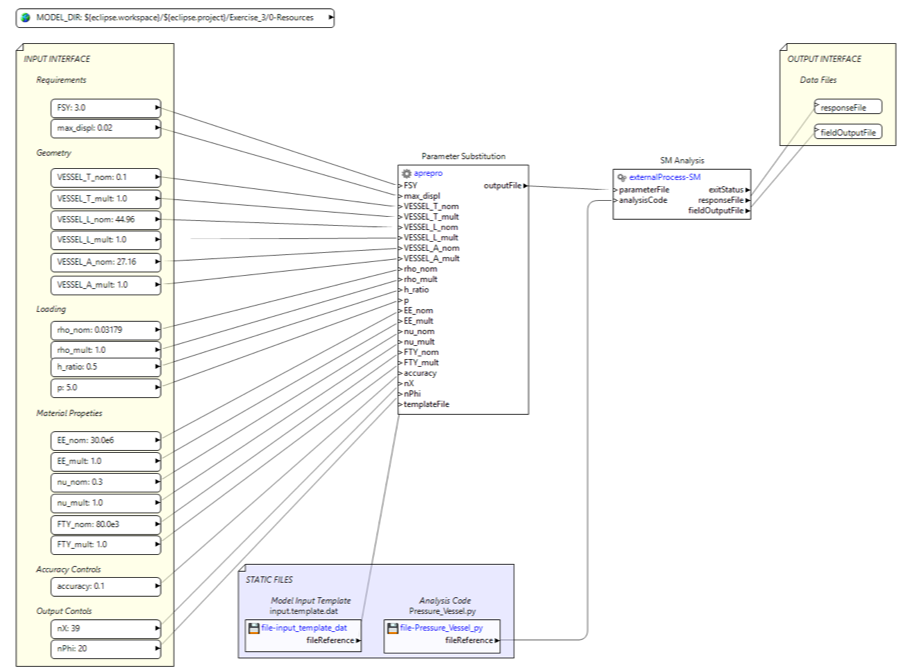 MODEL_DIR: ${eclipse.workspace}/${eclipse.project}/Exercise_3/0-Resources
INPUT INTERFACE
Requirements
FSY: 3.0
max_displ: 0.02
Geometry
VESSEL_T_nom: 0.1
VESSEL_T_mult: 1.0
VESSEL_L_nom: 44.96
VESSEL_L_mult: 1.0
VESSEL_A_nom: 27.16
VESSEL_A_mult: 1.0
Loading
rho_nom: 0.03179
rho_mult: 1.0
h_ratio: 0.5
p: 5.0
Material Propeties
EE_nom: 30.0e6
EE_mult: 1.0
nu_nom: 0.3
nu_mult: 1.0
FTY_nom: 80.0e3
FTY_mult: 1.0
Accuracy Controls
accuracy: 0.1
Output Contols
nX: 39
nPhi: 20
Parameter Substitution
aprepro
FSY outputFile
max_displ
VESSEL_T_nom
VESSEL_T_mult
VESSEL_L_nom
VESSEL_L_mult
VESSEL_A_nom
VESSEL_A_mult
rho_nom
rho_mult
h_ratio
p
EE_nom
EE_mult
nu_nom
nu_mult
FTY_nom
FTY_mult
accuracy
nX
nPhi
templateFile
STATIC FILES
Model Input Template
input.template.dat
file-input_template_dat
fileReference
Analysis Code
Pressure_Vessel.py
file-Pressure_Vessel_py
fileReference
SM Analysis
externalProcess-SM
parameterFile exitStatus
analysisCode responseFile
fieldOutputFile
OUTPUT INTERFACE
Data Files
responseFile
fieldOutputFile